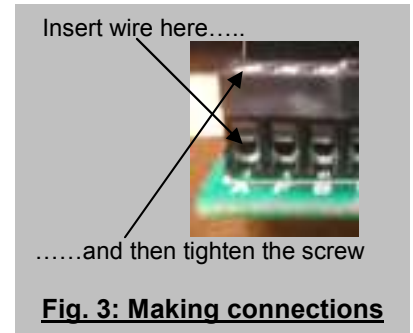 Insert wire here…..
……and then tighten the screw
Fig. 3: Making connections